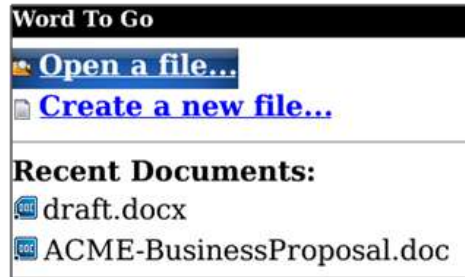 Word To Go
Open a file...
Create a new file...
Recent Documents:
draft.docx
ACME-BusinessProposal.doc